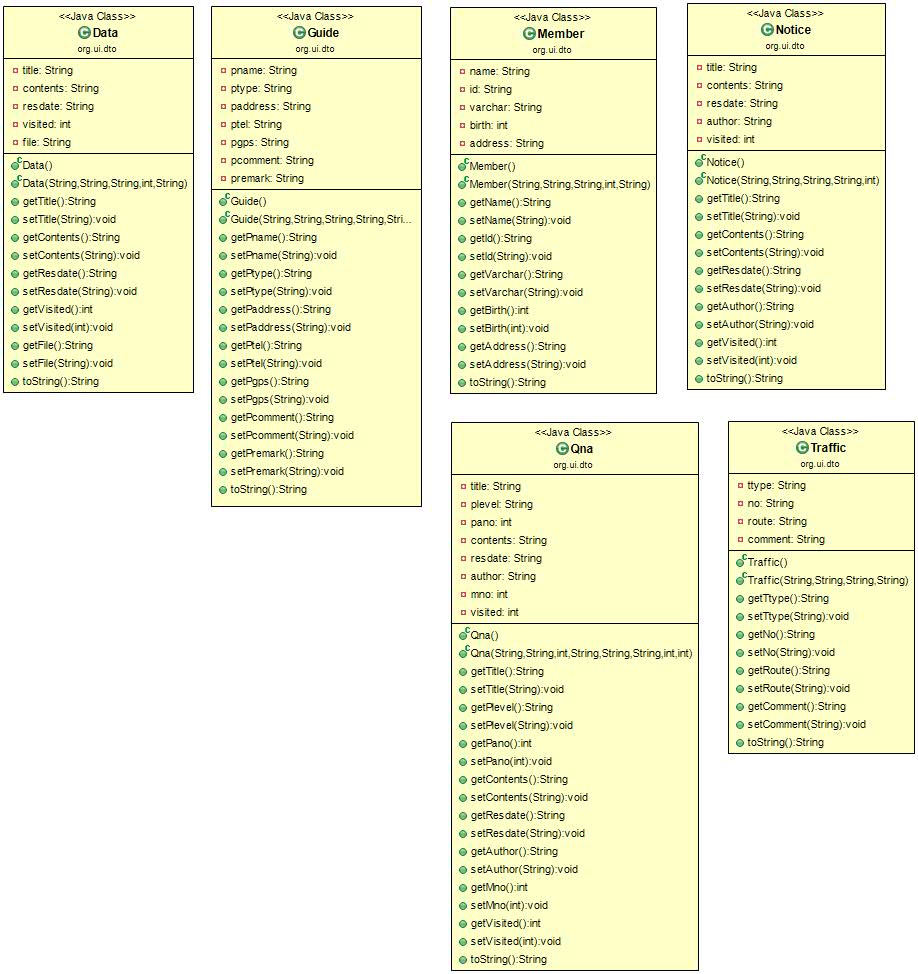 <<Java Class>>
Data
org.ui.dto
title: String
contents: String
resdate: String
visited: int
file: String
Data()
Data(String,String,String,int,String)
getTitle():String
setTitle(String):void
getContents():String
setContents(String):void
getResdate():String
setResdate(String):void
getVisited():int
setVisited(int):void
getFile():String
setFile(String):void
toString():String
<<Java Class>>
Guide
org.ui.dto
pname: String
ptype: String
paddress: String
ptel: String
pgps: String
pcomment: String
premark: String
Guide()
Guide(String,String,String,String,Stri...
getPname():String
setPname(String):void
getPtype():String
setPtype(String):void
getPaddress():String
setPaddress(String):void
getPtel():String
setPtel(String):void
getPgps():String
setPgps(String):void
getPcomment():String
setPcomment(String):void
getPremark():String
setPremark(String):void
toString():String
<<Java Class>>
Member
org.ui.dto
name: String
id: String
varchar: String
birth: int
address: String
Member()
Member(String,String,String,int,String)
getName():String
setName(String):void
getId():String
setId(String):void
getVarchar():String
setVarchar(String):void
getBirth():int
setBirth(int):void
getAddress():String
setAddress(String):void
toString():String
<<Java Class>>
Notice
org.ui.dto
title: String
contents: String
resdate: String
author: String
visited: int
Notice()
Notice(String,String,String,String,int)
getTitle():String
setTitle(String):void
getContents():String
setContents(String):void
getResdate():String
setResdate(String):void
getAuthor():String
setAuthor(String):void
getVisited():int
setVisited(int):void
toString():String
<<Java Class>>
Qna
org.ui.dto
title: String
plevel: String
pano: int
contents: String
resdate: String
author: String
mno: int
visited: int
Qna()
Qna(String,String,int,String,String,String,int,int)
getTitle():String
setTitle(String):void
getPlevel():String
setPlevel(String):void
getPano():int
setPano(int):void
getContents():String
setContents(String):void
getResdate():String
setResdate(String):void
getAuthor():String
setAuthor(String):void
getMno():int
setMno(int):void
getVisited():int
setVisited(int):void
toString():String
<<Java Class>>
Traffic
org.ui.dto
ttype: String
no: String
route: String
comment: String
Traffic()
Traffic(String,String,String,String)
getTtype():String
setTtype(String):void
getNo():String
setNo(String):void
getRoute():String
setRoute(String):void
getComment():String
setComment(String):void
toString():String